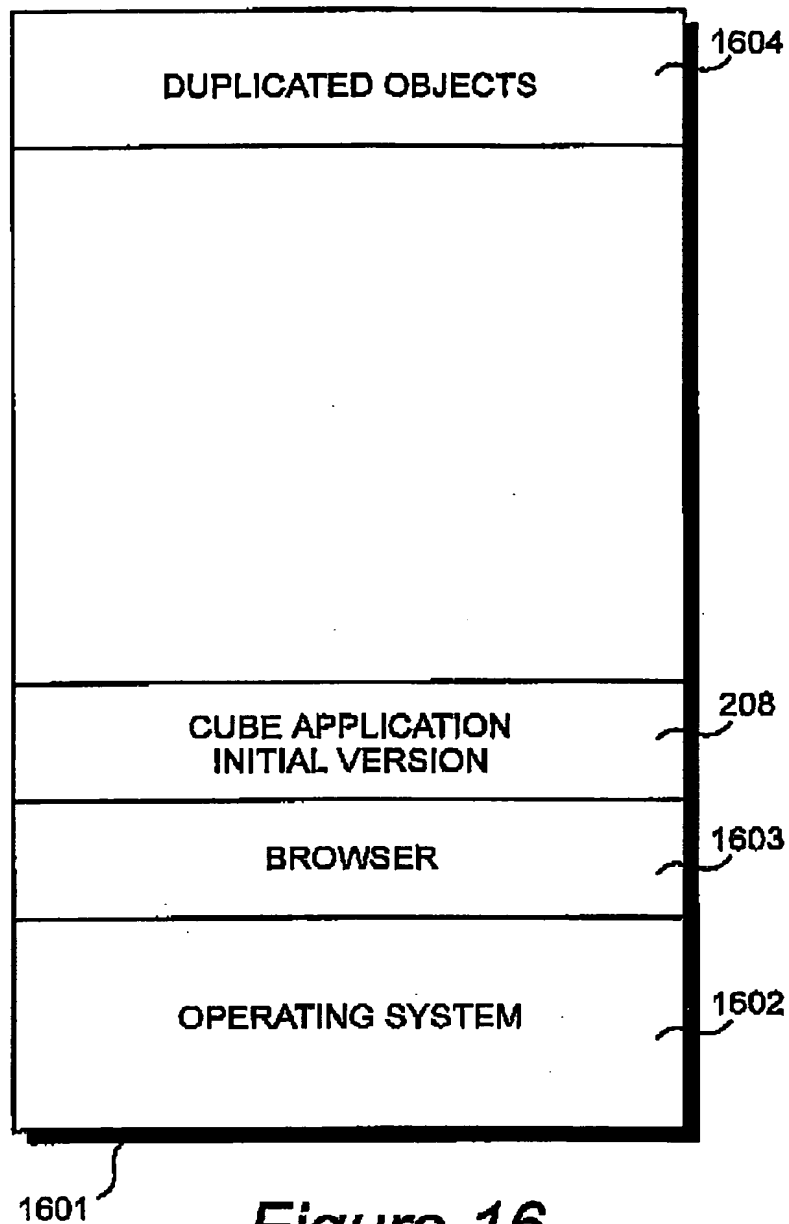 1604
DUPLICATED OBJECTS
208
CUBE APPLICATION
INITIAL VERSION
1603
BROWSER
1602
OPERATING SYSTEM
1601
Figure 16